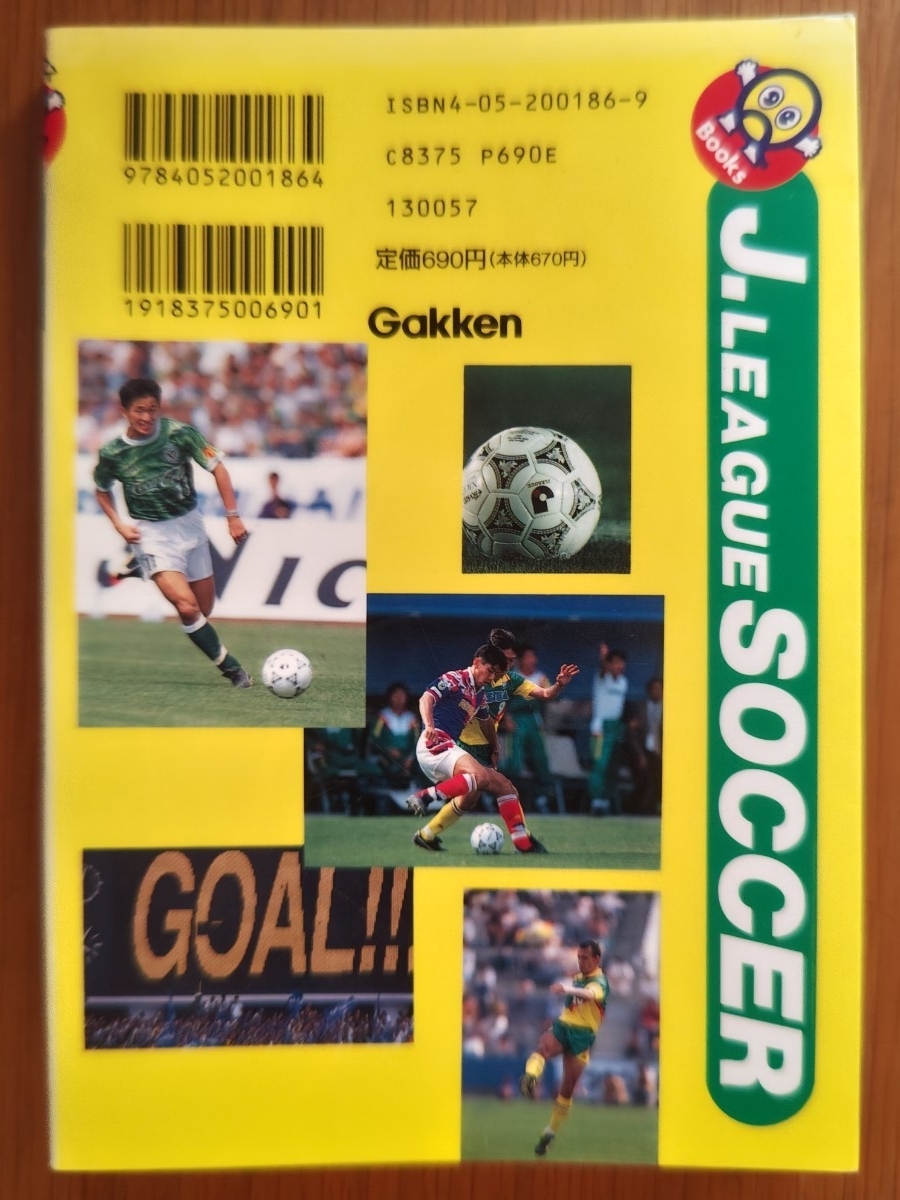 9784052001864
1918375006901
ISBN4-05-200186-9
C8375 P690E
130057
定価690円(本体670円)
Gakken
Books
J.LEAGUE SOCCER
GOAL!!